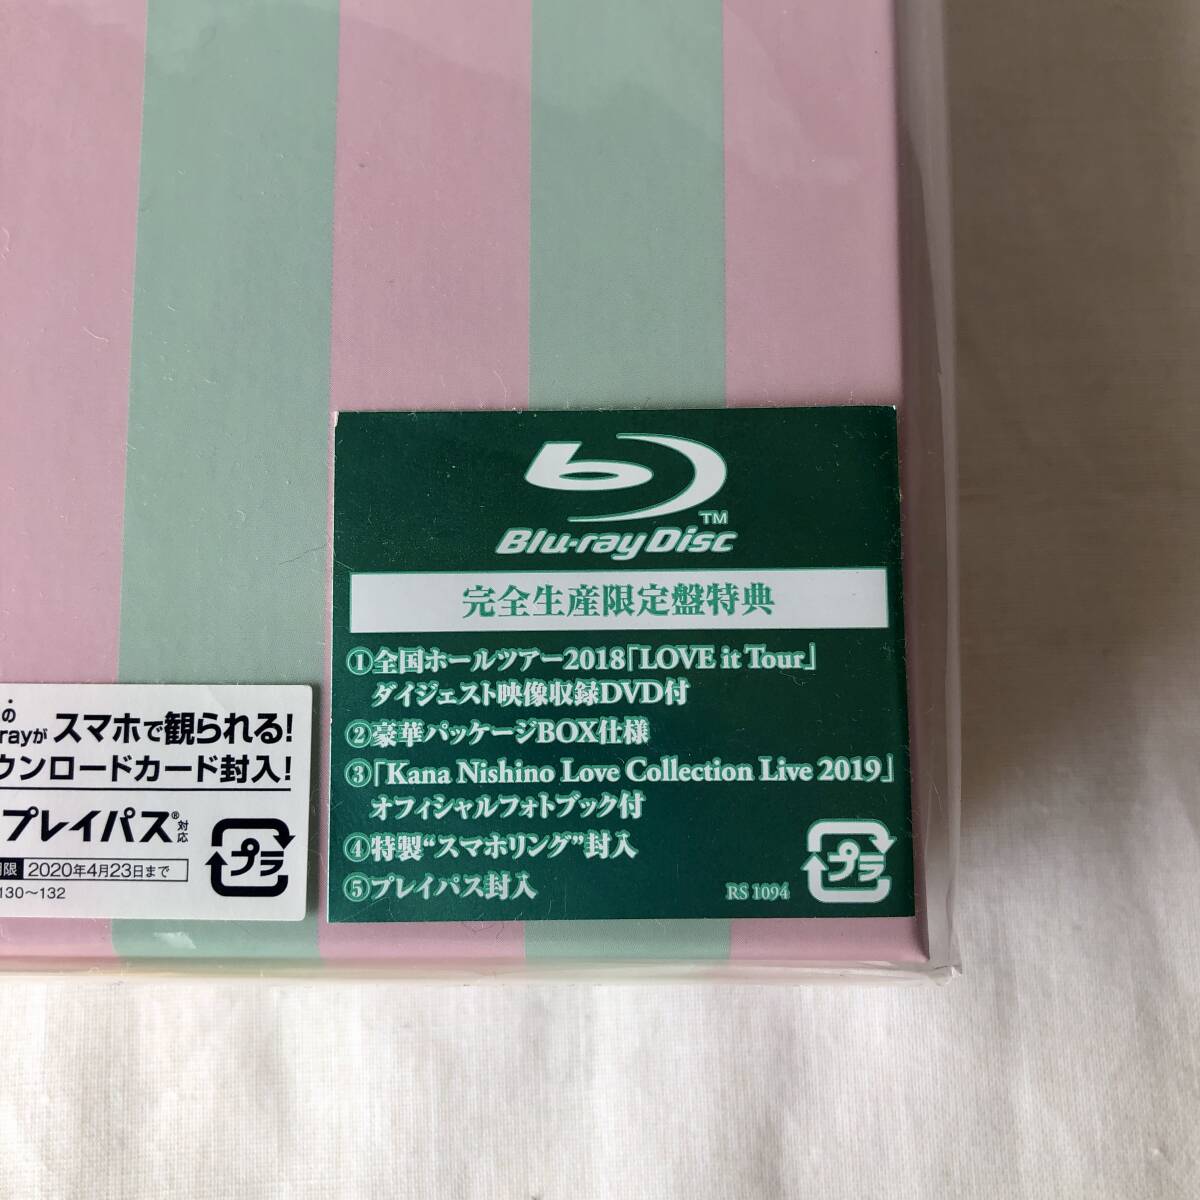 Blu-ray Disc TM
完全生産限定盤特典
①全国ホールツアー2018「LOVE it Tour」
ダイジェスト映像収録DVD付
②豪華パッケージBOX仕様
③「Kana Nishino Love Collection Live 2019」
オフィシャルフォトブック付
④特製“スマホリング”封入
⑤プレイパス封入
RS 1094
プラ
の
rayがスマホで観られる!
ウンロードカード封入!
プレイパス®対応
限 2020年4月23日まで
130～132
プラ